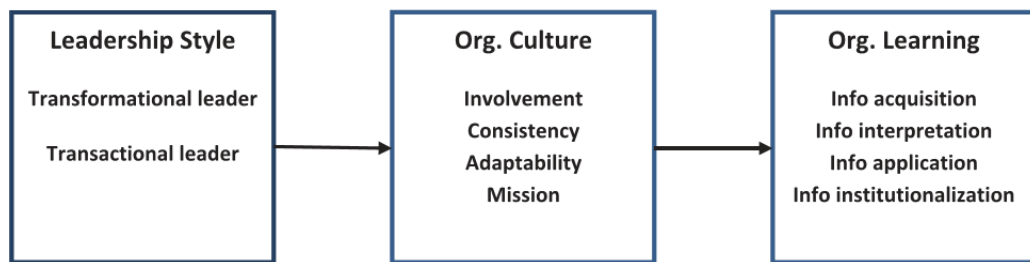 Leadership Style
Transformational leader
Transactional leader
Org. Culture
Involvement
Consistency
Adaptability
Mission
Org. Learning
Info acquisition
Info interpretation
Info application
Info institutionalization